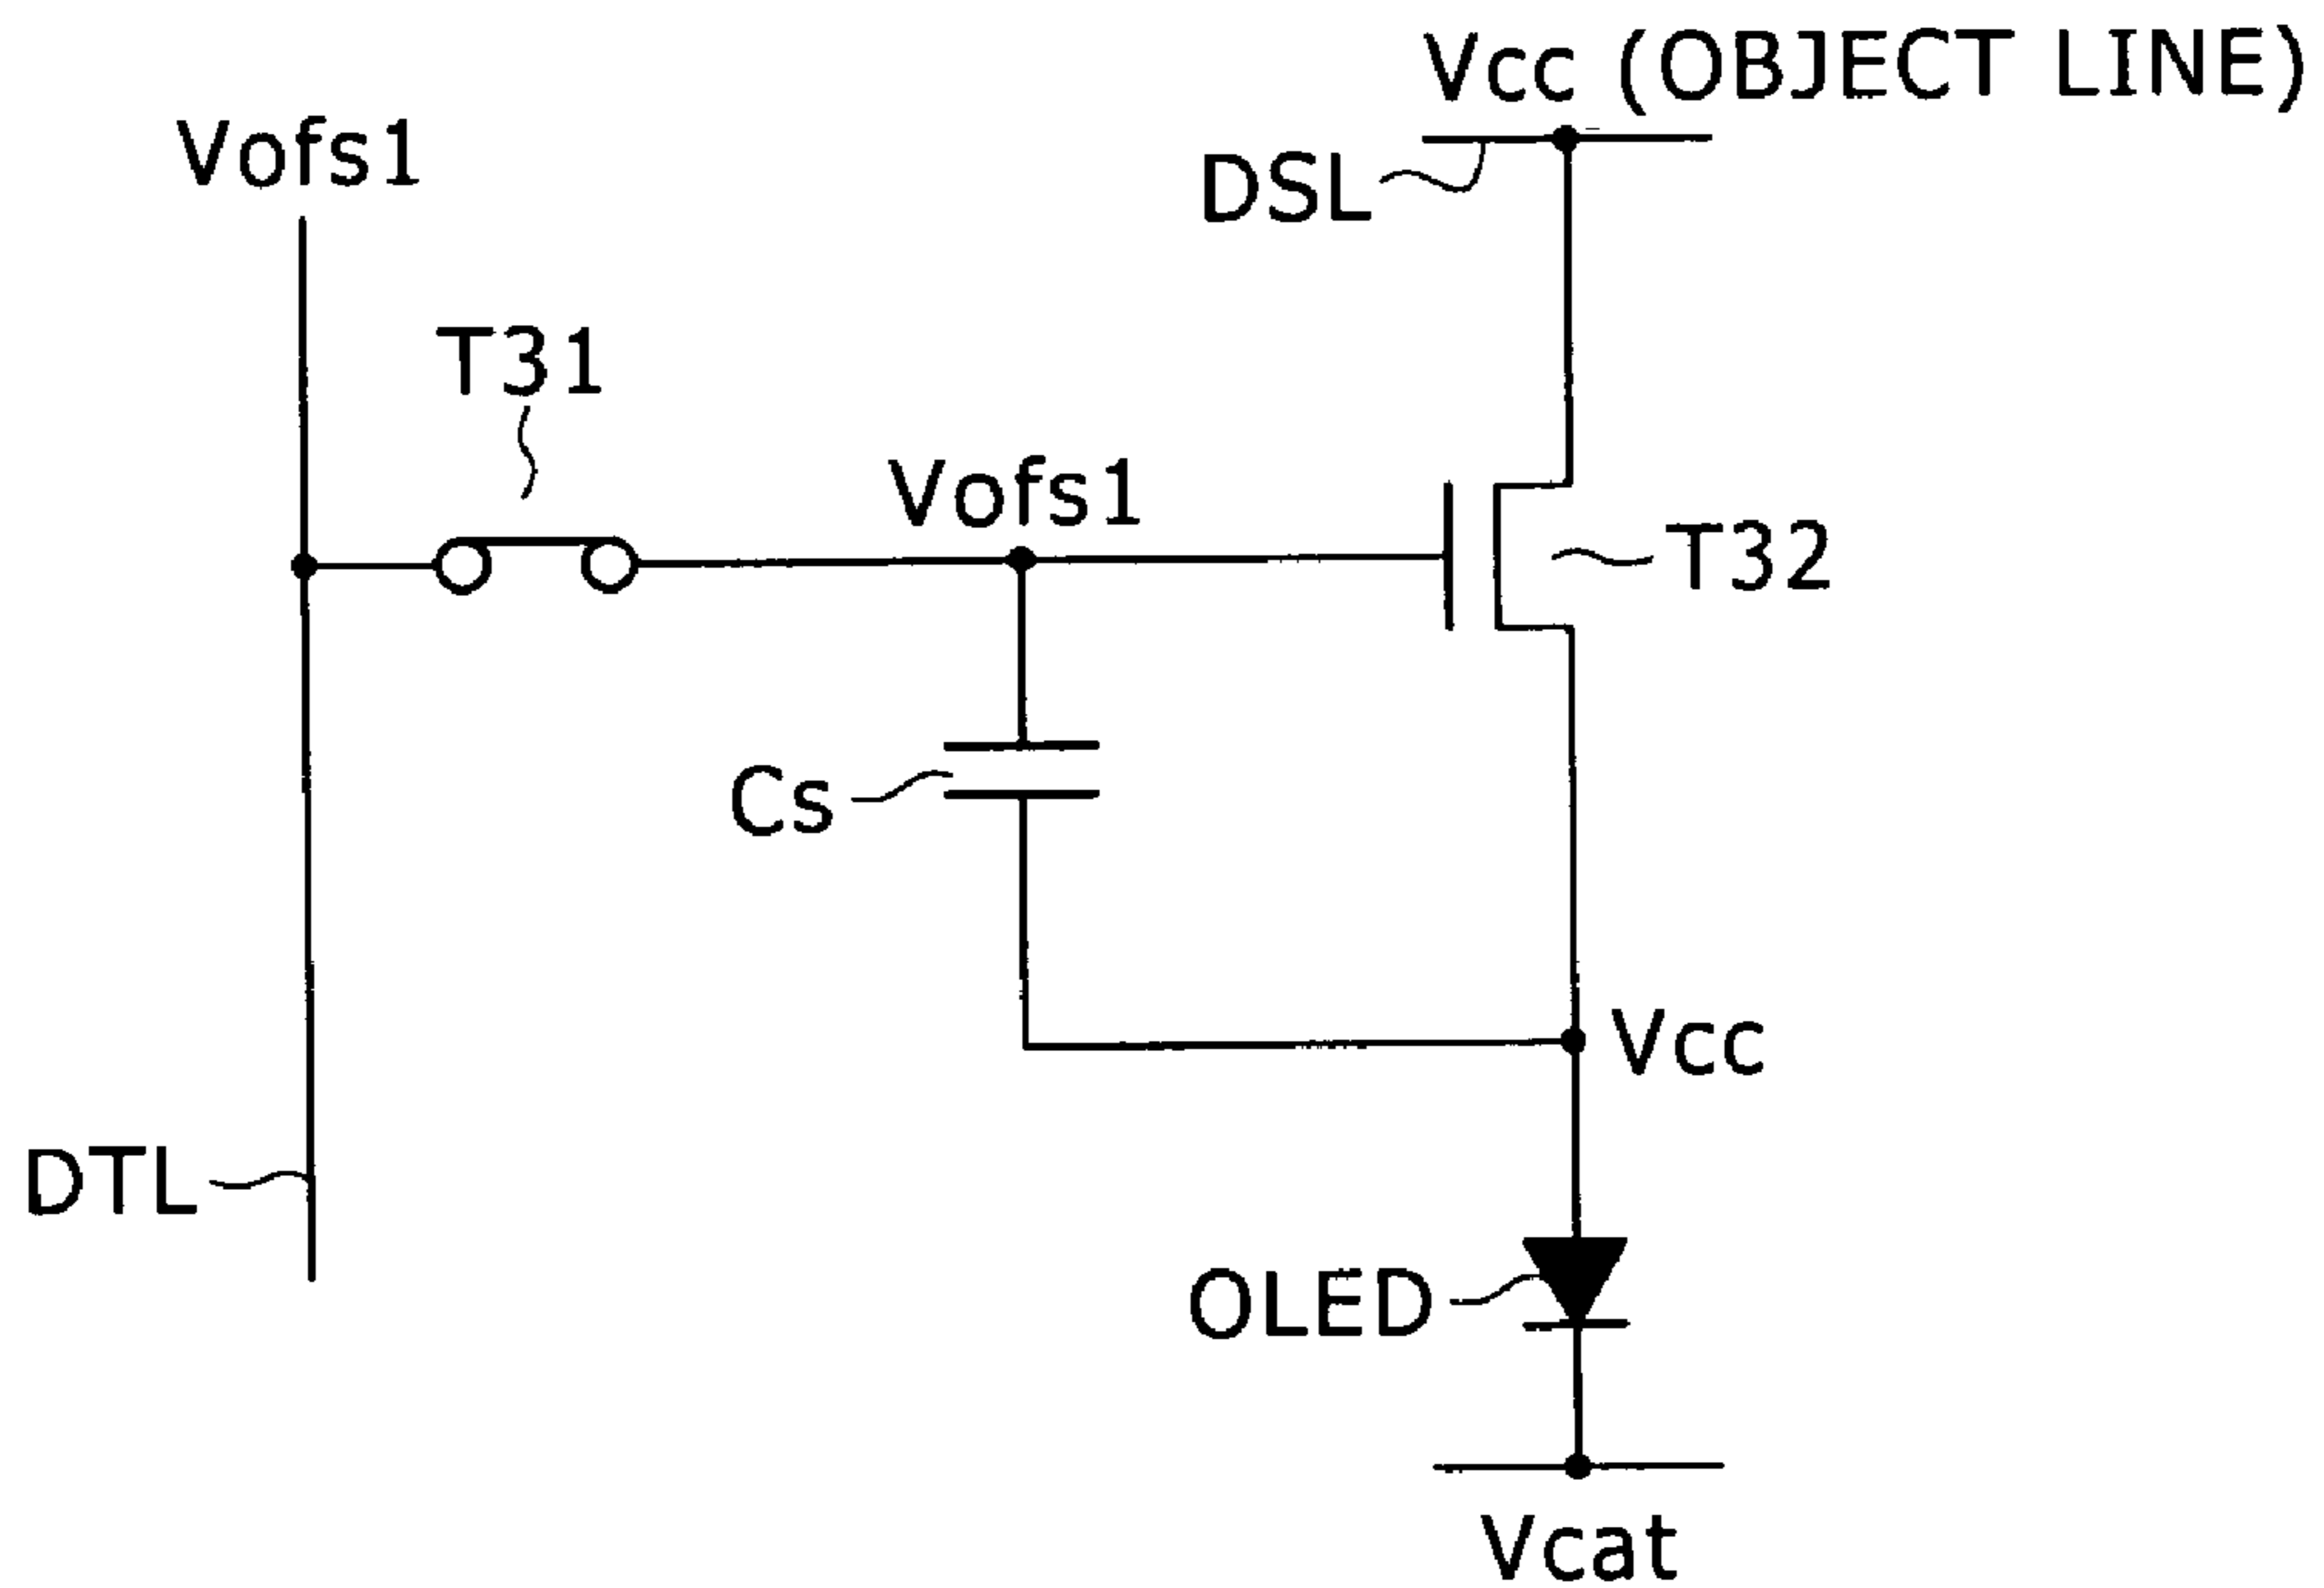 Vcc (OBJECT LINE)
Vofs1
DSL
T31
Vofs1
T32
Cs
Vcc
DTL
OLED
Vcat